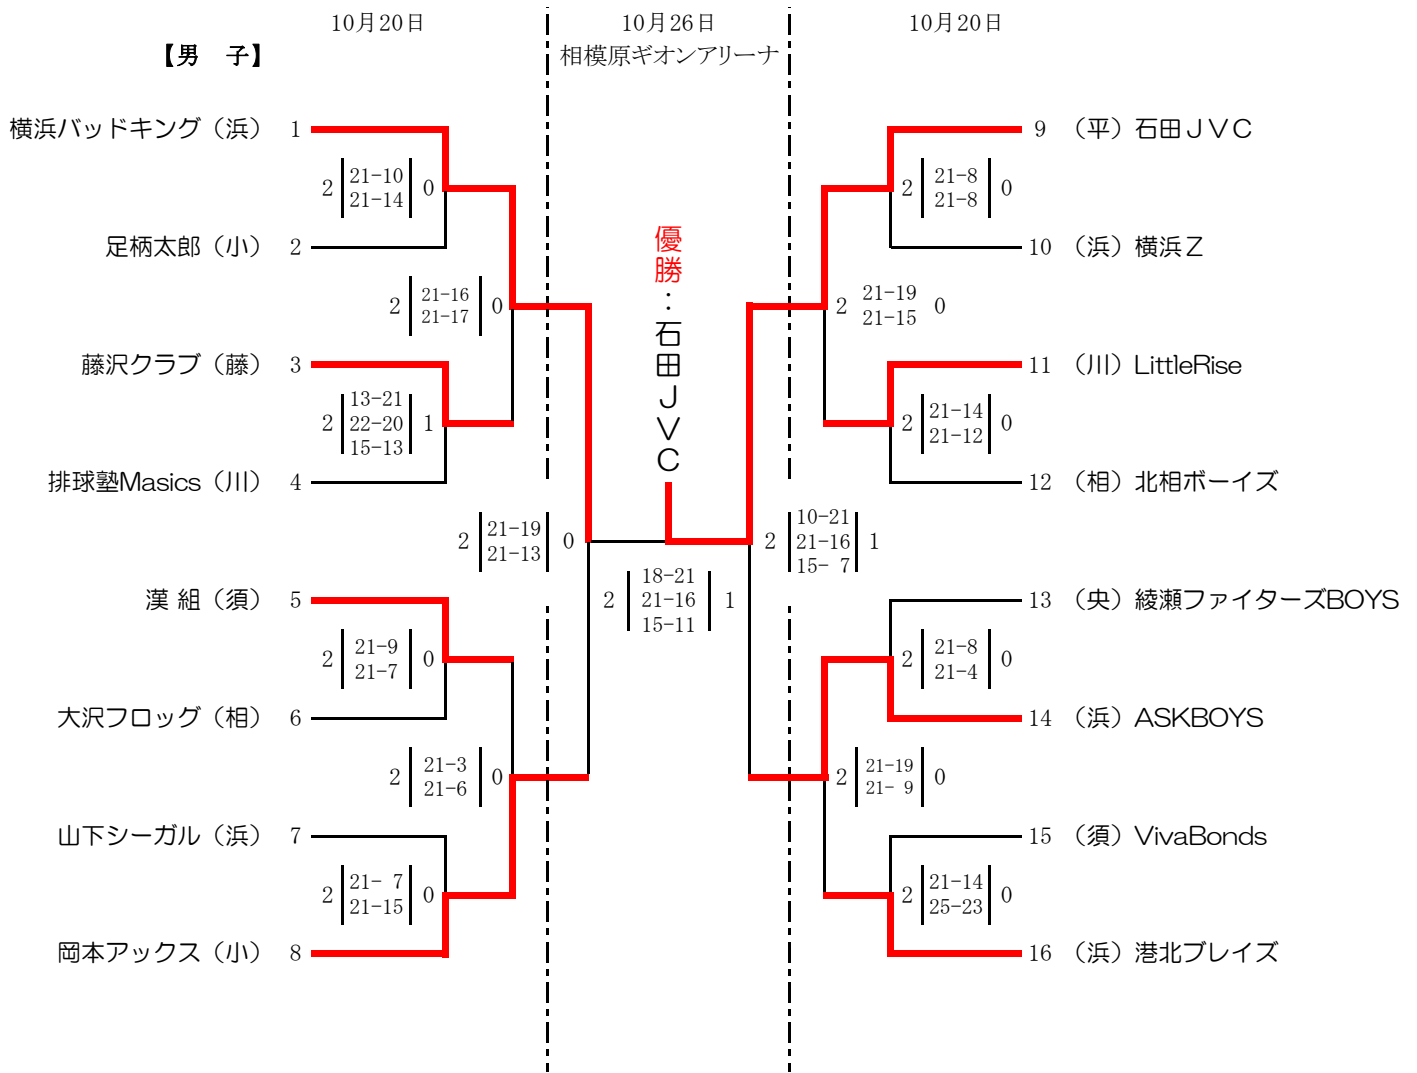 10月20日
10月26日
10月20日
【男　子】
相模原ギオンアリーナ
横浜バッドキング（浜） 1
9 （平）石田ＪＶＣ
2 21-10 0
21-14
2 21-8 0
21-8
足柄太郎（小） 2
10 （浜）横浜Ｚ
優勝：石田ＪＶＣ
2 21-16 0
21-17
2 21-19 0
21-15
藤沢クラブ（藤） 3
11 （川）LittleRise
13-21
2 22-20 1
15-13
2 21-14 0
21-12
排球塾Masics（川） 4
12 （相）北相ボーイズ
2 21-19 0
21-13
10-21
2 21-16 1
15- 7
18-21
2 21-16 1
15-11
漢 組（須） 5
13 （央）綾瀬ファイターズBOYS
2 21-9 0
21-7
2 21-8 0
21-4
大沢フロッグ（相） 6
14 （浜）ASKBOYS
2 21-3 0
21-6
2 21-19 0
21- 9
山下シーガル（浜） 7
15 （須）VivaBonds
2 21- 7 0
21-15
2 21-14 0
25-23
岡本アックス（小） 8
16 （浜）港北ブレイズ